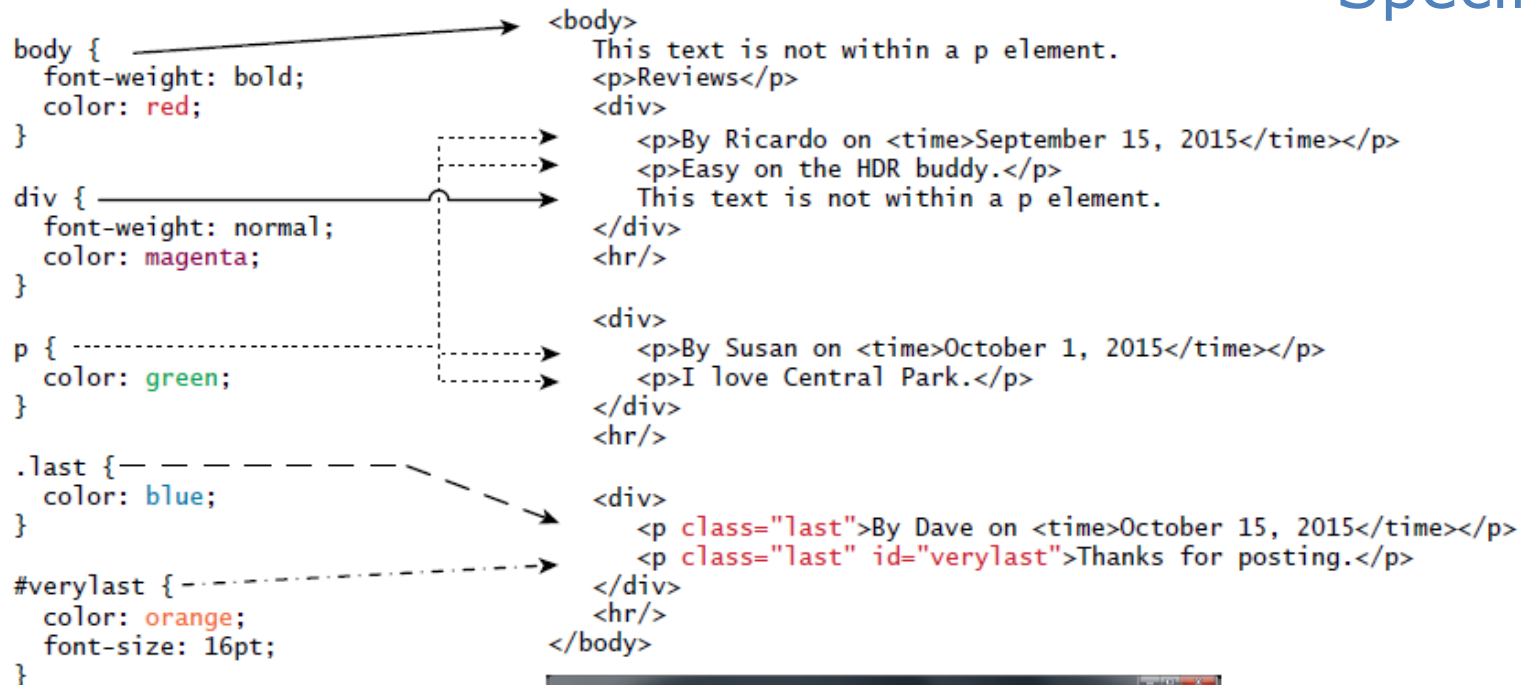 Speci
body {
  font-weight: bold;
  color: red;
}
div {
  font-weight: normal;
  color: magenta;
}
p {
  color: green;
}
.last {
  color: blue;
}
#verylast {
  color: orange;
  font-size: 16pt;
}
<body>
   This text is not within a p element.
   <p>Reviews</p>
   <div>
      <p>By Ricardo on <time>September 15, 2015</time></p>
      <p>Easy on the HDR buddy.</p>
      This text is not within a p element.
   </div>
   <hr/>
   <div>
      <p>By Susan on <time>October 1, 2015</time></p>
      <p>I love Central Park.</p>
   </div>
   <hr/>
   <div>
      <p class="last">By Dave on <time>October 15, 2015</time></p>
      <p class="last" id="verylast">Thanks for posting.</p>
   </div>
   <hr/>
</body>